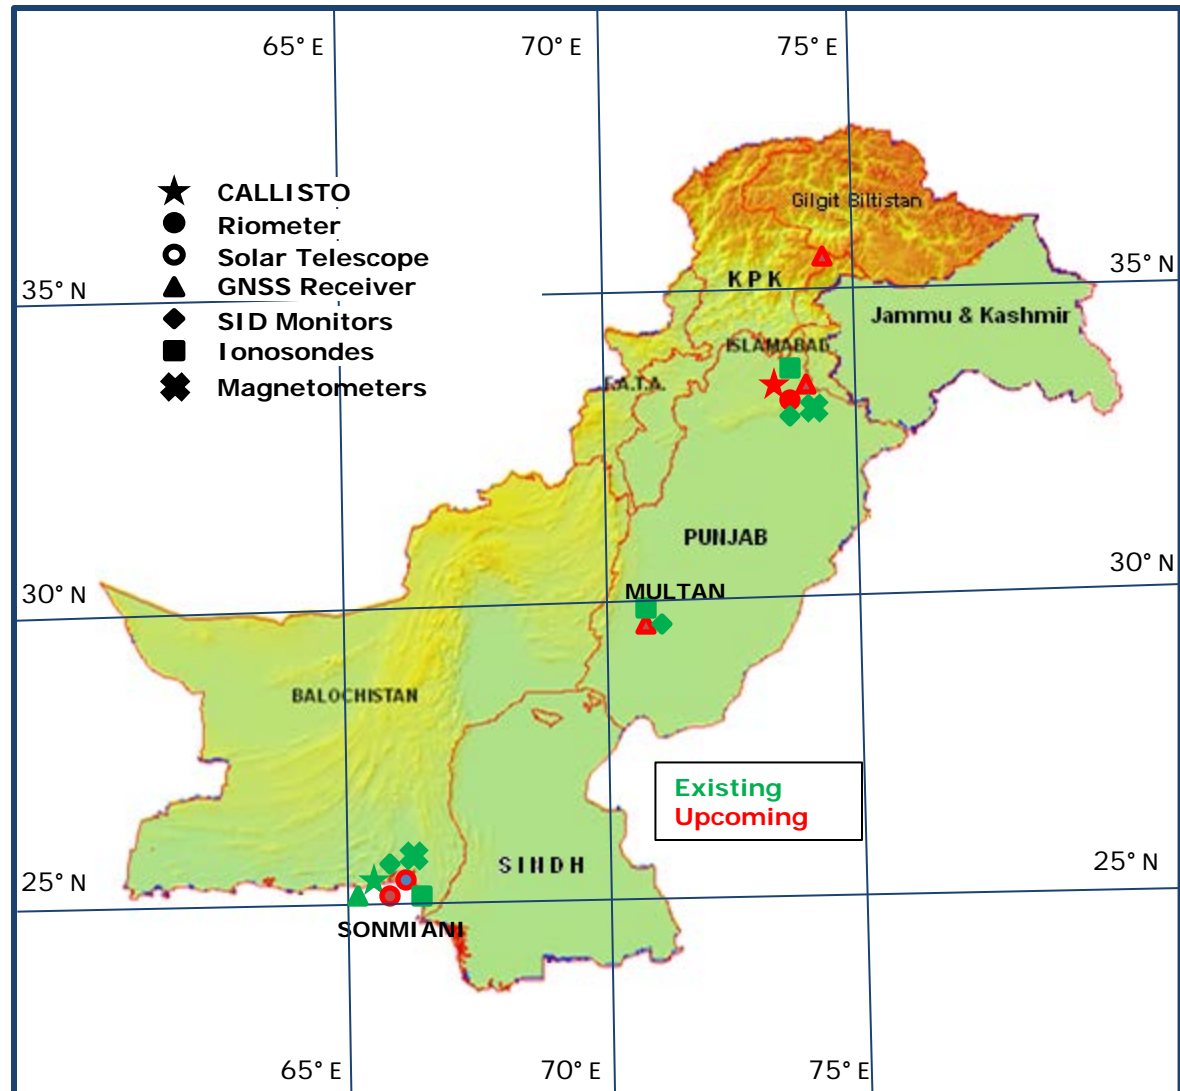 65° E
70° E
75° E
CALLISTO
Riometer
Solar Telescope
GNSS Receiver
SID Monitors
Ionosondes
Magnetometers
Gilgit Biltistan
35° N
KPK
35° N
Jammu & Kashmir
ISLAMABAD
F.A.T.A.
PUNJAB
30° N
MULTAN
30° N
BALOCHISTAN
Existing
Upcoming
SINDH
25° N
25° N
SONMIANI
65° E
70° E
75° E